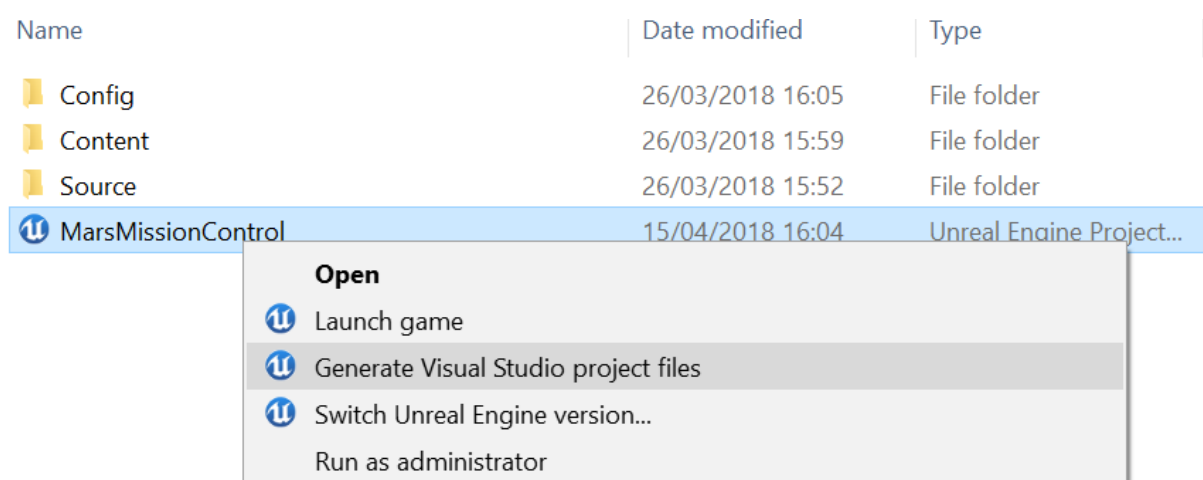 Name Date modified Type
Config 26/03/2018 16:05 File folder
Content 26/03/2018 15:59 File folder
Source 26/03/2018 15:52 File folder
MarsMissionControl 15/04/2018 16:04 Unreal Engine Project...
Open
Launch game
Generate Visual Studio project files
Switch Unreal Engine version...
Run as administrator